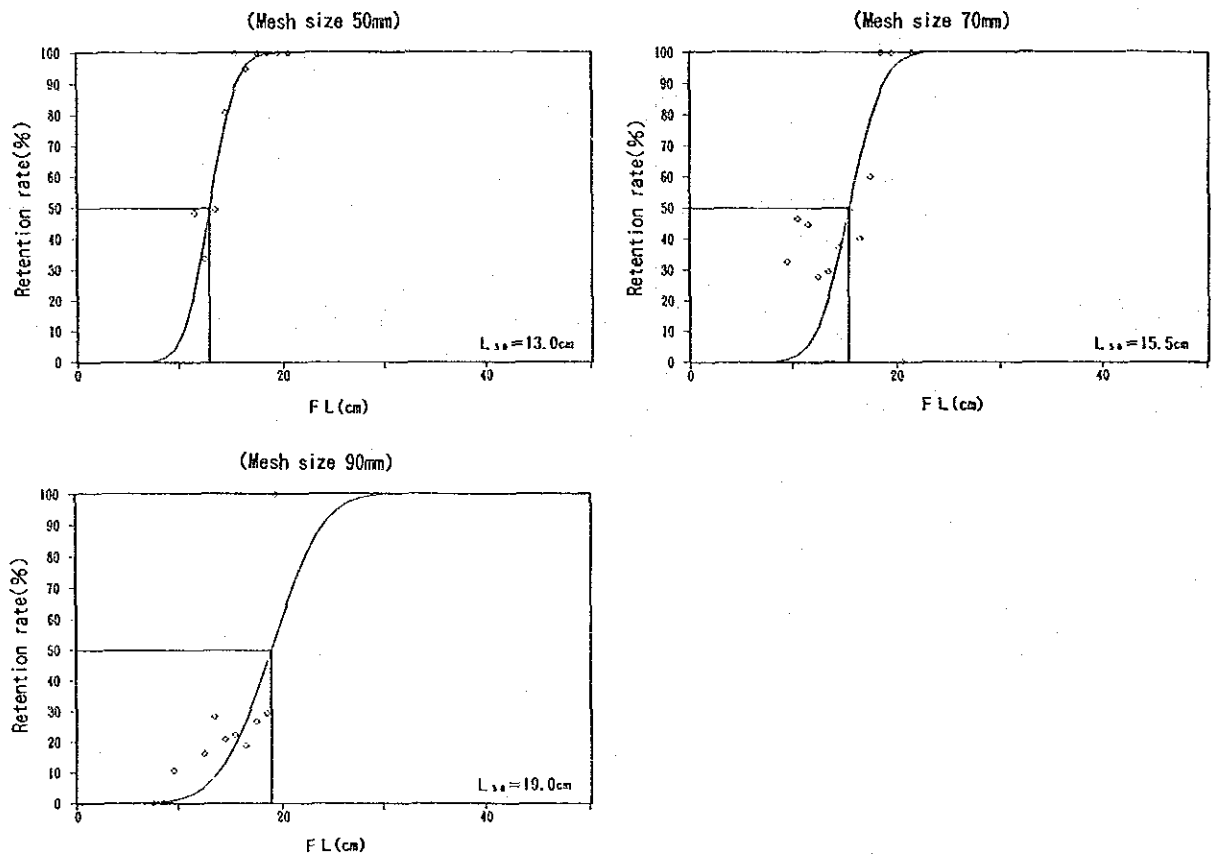 (Mesh size 50mm)
100
90
80
70
60
50
40
30
20
10
0
Retention rate(%)
L₅₀=13.0cm
0 20 40
FL(cm)
(Mesh size 70mm)
100
90
80
70
60
50
40
30
20
10
0
Retention rate(%)
L₅₀=15.5cm
0 20 40
FL(cm)
(Mesh size 90mm)
100
90
80
70
60
50
40
30
20
10
0
Retention rate(%)
L₅₀=19.0cm
0 20 40
FL(cm)